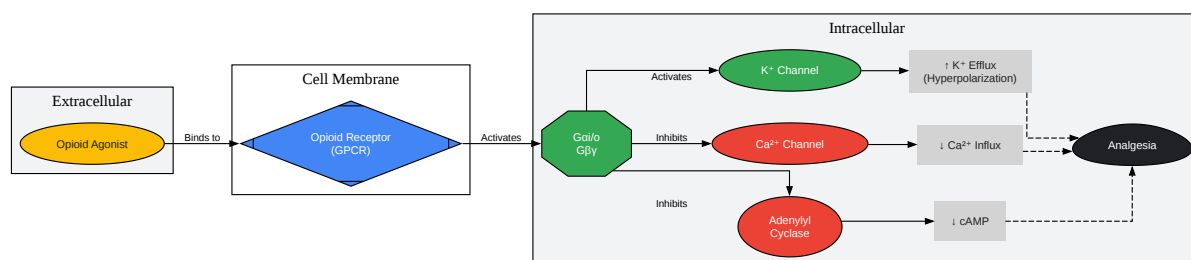 Extracellular
Opioid Agonist
Binds to
Cell Membrane
Opioid Receptor
(GPCR)
Activates
Intracellular
Gαi/o
Gβγ
Activates
K⁺ Channel
↑ K⁺ Efflux
(Hyperpolarization)
Inhibits
Ca²⁺ Channel
↓ Ca²⁺ Influx
Analgesia
Inhibits
Adenylyl
Cyclase
↓ cAMP